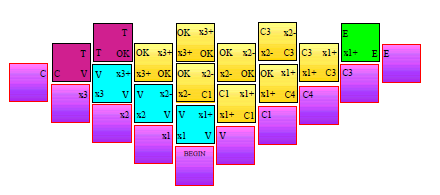 T OK x3+ C3 x2- E
T T OK OK x3+ x3+ OK OK x2- x2- C3 C3 x1+ x1+ E E
C C V V x3+ x3+ OK OK x2- x2- OK OK x1+ x1+ C3 C3
x3 x3 V V x2- x2- C1 C1 x1+ x1+ C4 C4
x2 x2 V V x1+ x1+ C1 C1
x1 x1 V V
BEGIN